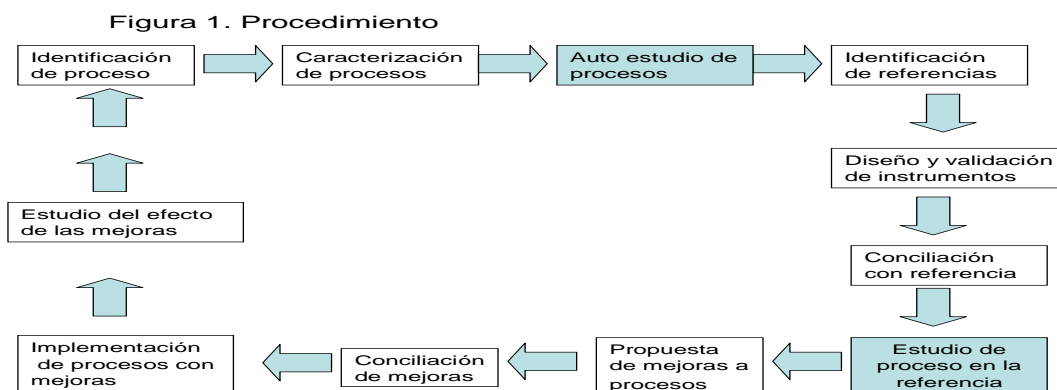 Figura 1. Procedimiento
Identificación
de proceso
Caracterización
de procesos
Auto estudio de
procesos
Identificación
de referencias
Diseño y validación
de instrumentos
Conciliación
con referencia
Estudio de
proceso en la
referencia
Propuesta
de mejoras a
procesos
Conciliación
de mejoras
Implementación
de procesos con
mejoras
Estudio del efecto
de las mejoras